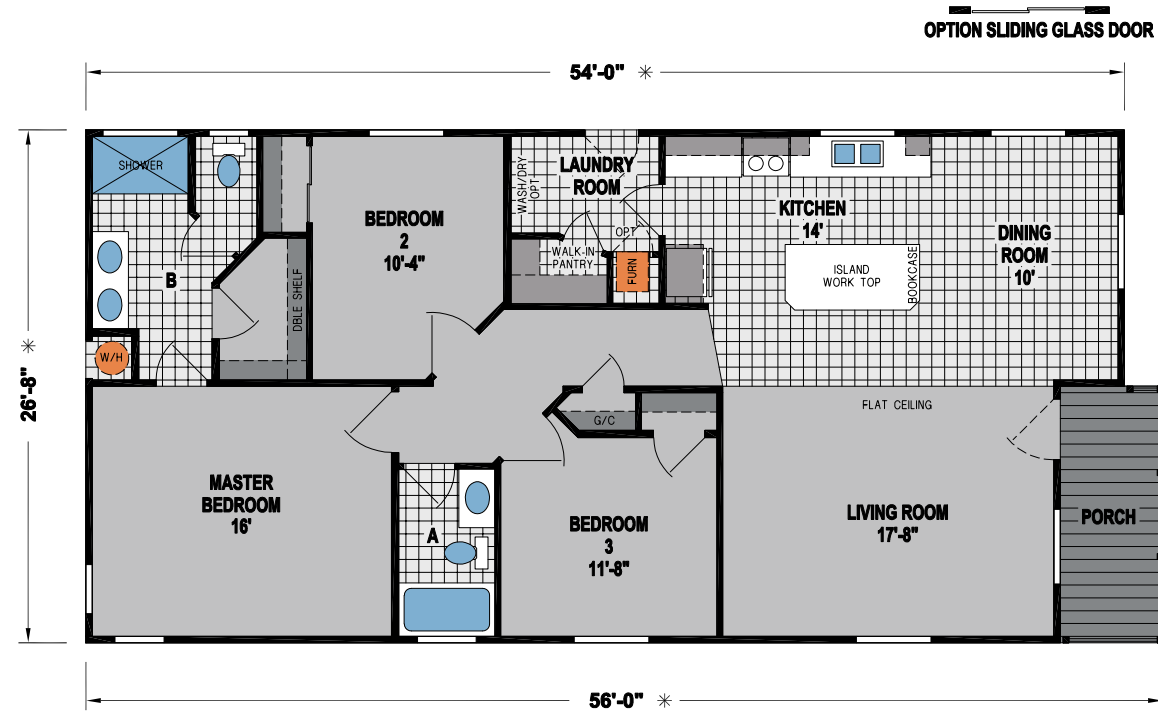 OPTION SLIDING GLASS DOOR
54'-0" ✳
SHOWER
LAUNDRY
ROOM
WASH/DRY
OPT
BEDROOM
2
10'-4"
KITCHEN
14'
DINING
ROOM
10'
OPT
WALK-IN
PANTRY
FURN
ISLAND
WORK TOP
BOOKCASE
B
DBLE SHELF
W/H
26'-8" ✳
FLAT CEILING
G/C
MASTER
BEDROOM
16'
A
BEDROOM
3
11'-8"
LIVING ROOM
17'-8"
PORCH
56'-0" ✳